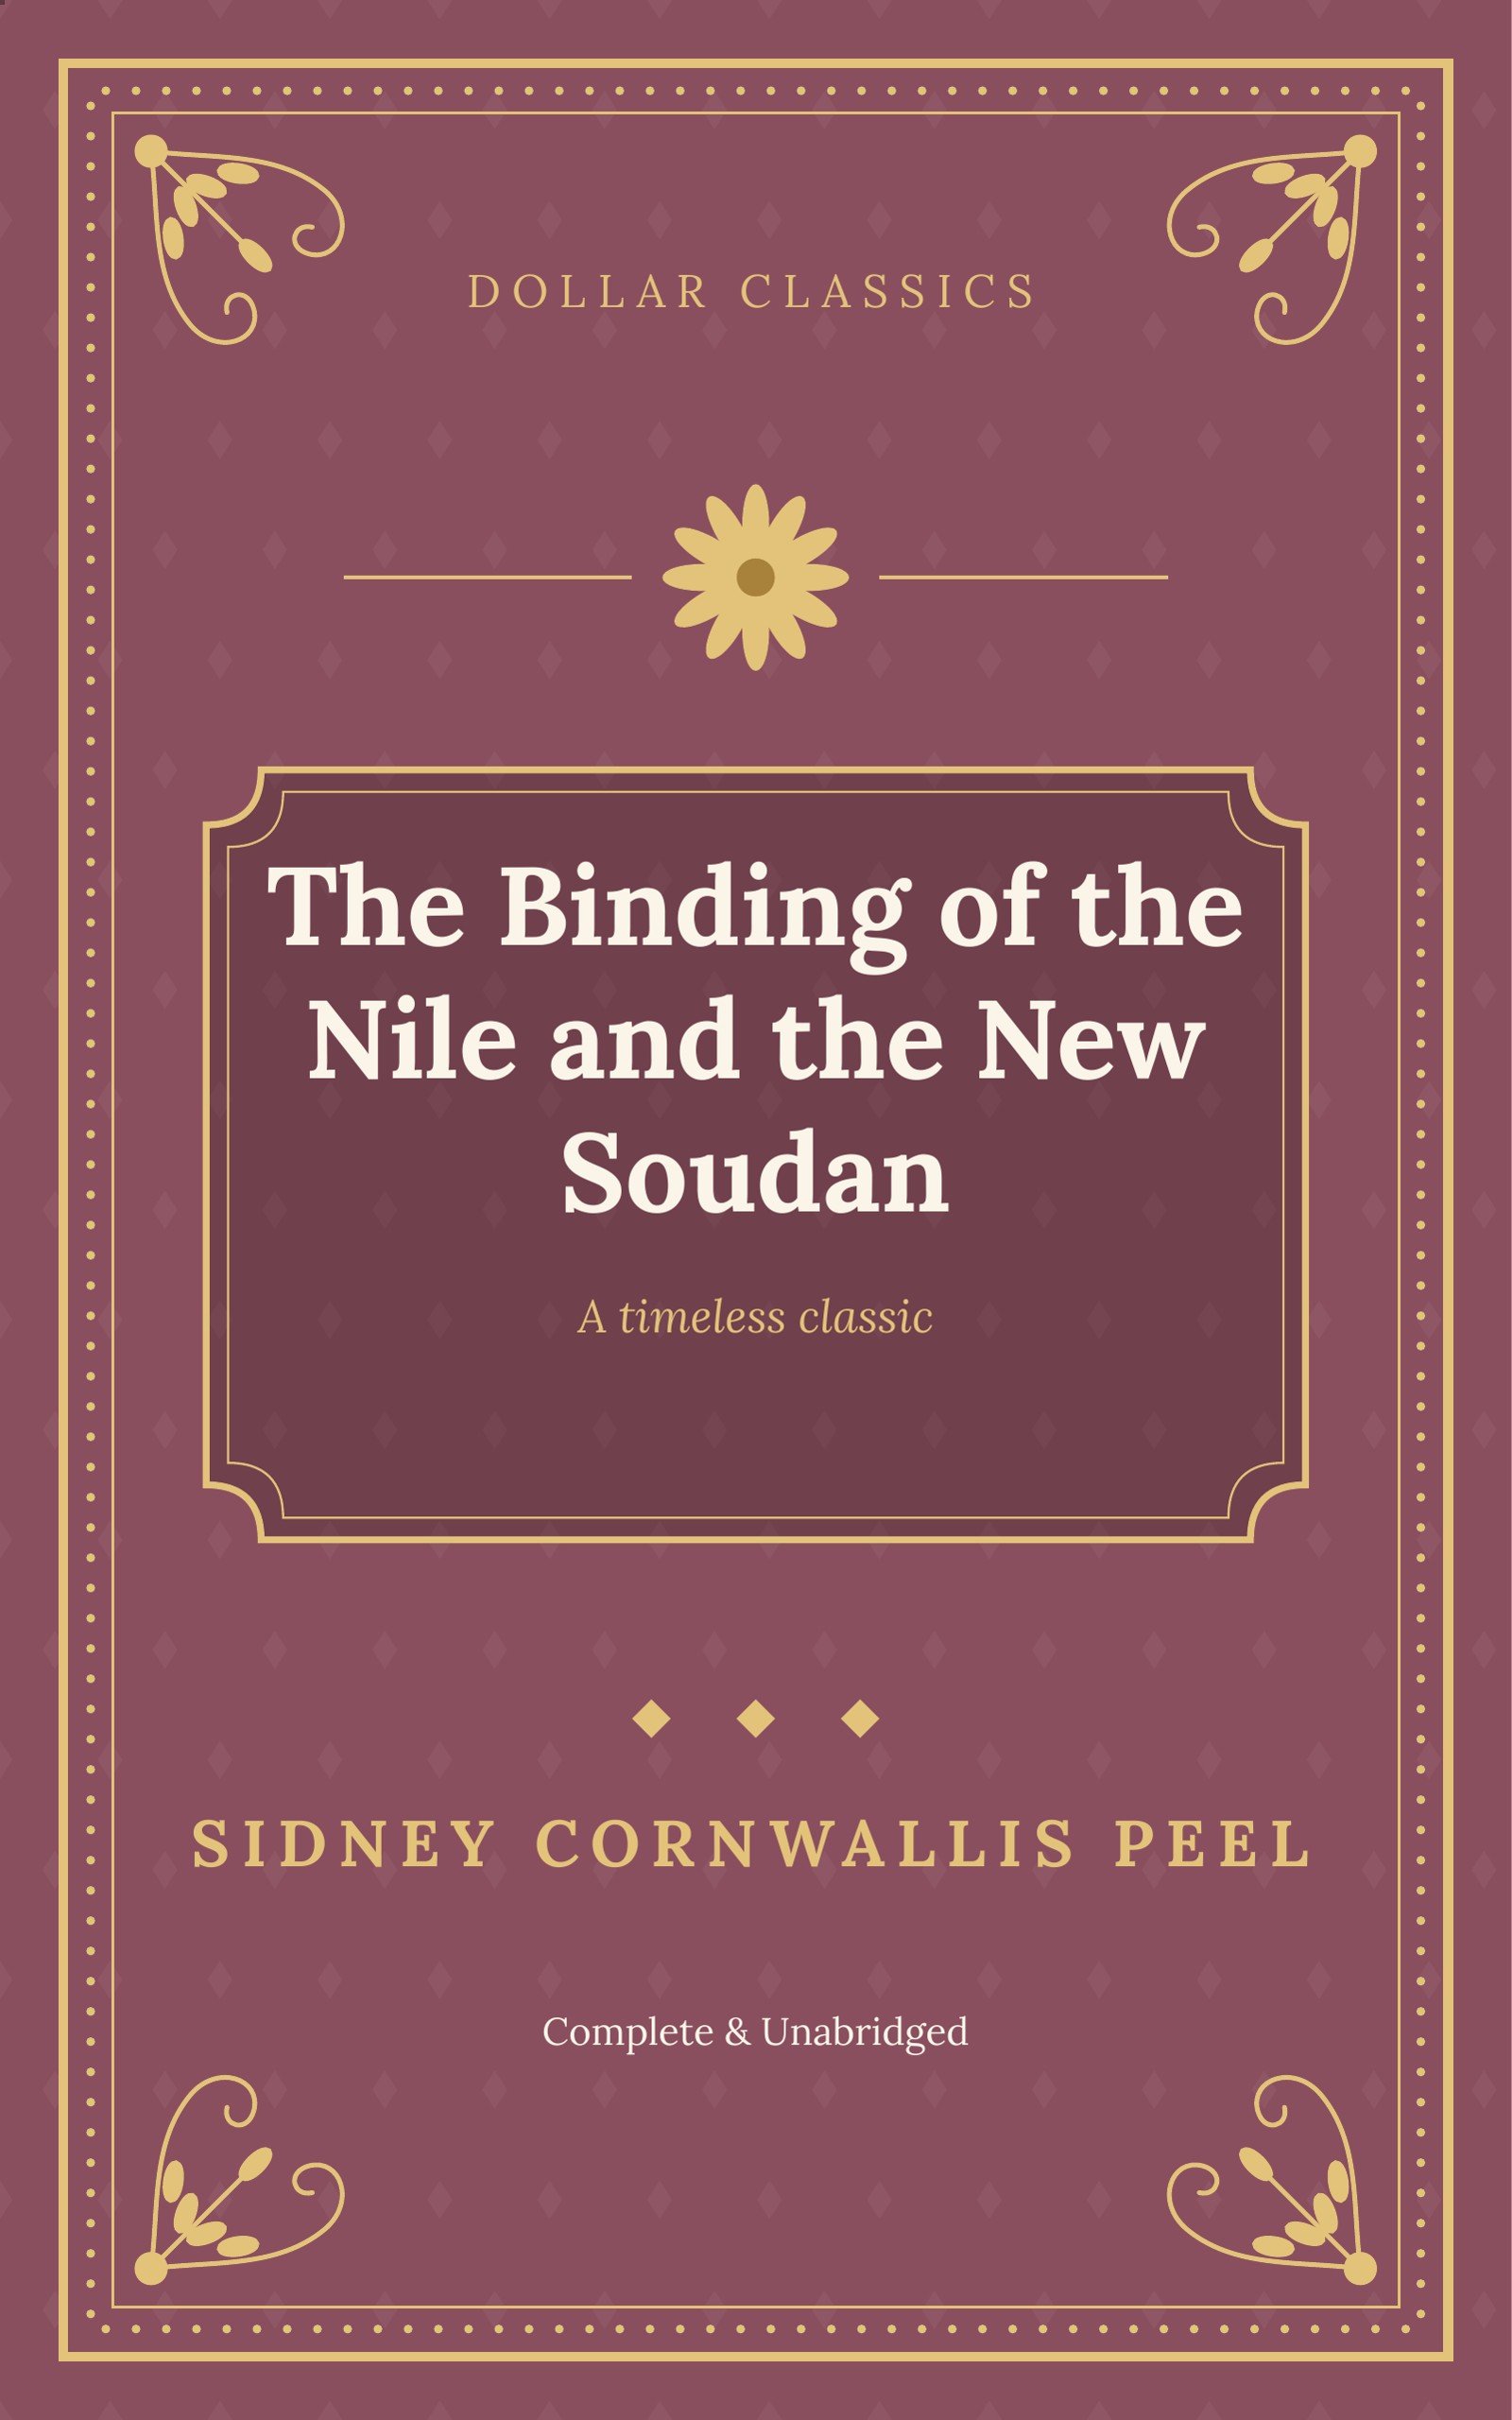 DOLLAR CLASSICS
The Binding of the
Nile and the New
Soudan
A timeless classic
SIDNEY CORNWALLIS PEEL
Complete & Unabridged